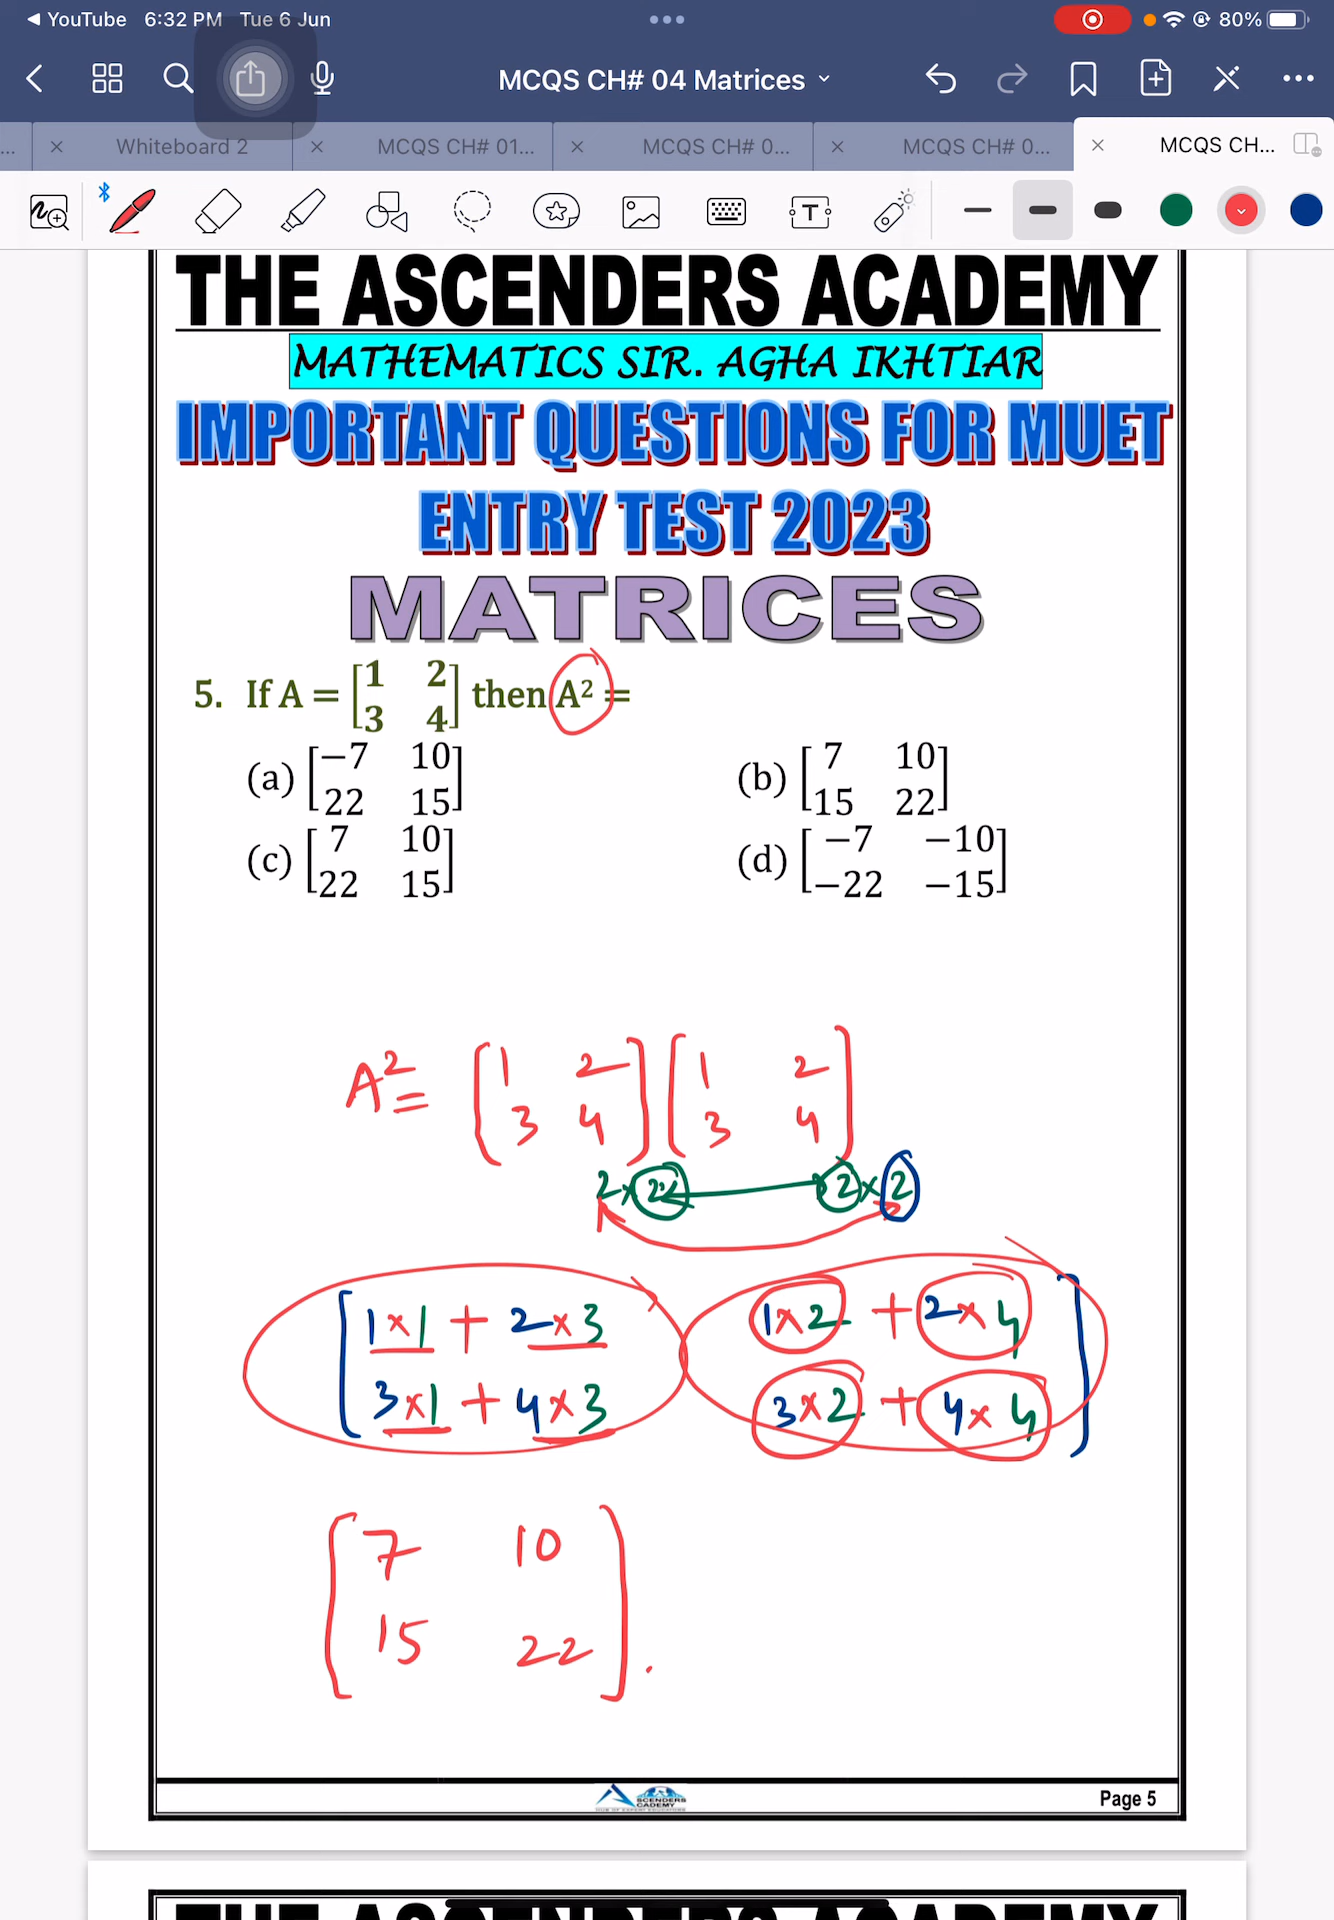 YouTube 6:32 PM Tue 6 Jun 80%
MCQS CH# 04 Matrices
... Whiteboard 2 MCQS CH# 01... MCQS CH# 0... MCQS CH# 0... MCQS CH...
T
THE ASCENDERS ACADEMY
MATHEMATICS SIR. AGHA IKHTIAR
IMPORTANT QUESTIONS FOR MUET
ENTRY TEST 2023
MATRICES
5. If A = [1 2
3 4] then A² =
(a) [−7 10
22 15]
(b) [7 10
15 22]
(c) [7 10
22 15]
(d) [−7 −10
−22 −15]
A² = [1 2 [1 2
3 4] 3 4]
2×2 2×2
[1×1 + 2×3 1×2 + 2×4
3×1 + 4×3 3×2 + 4×4]
[7 10
15 22].
ASCENDERS
ACADEMY
Page 5
THE ASCENDERS ACADEMY